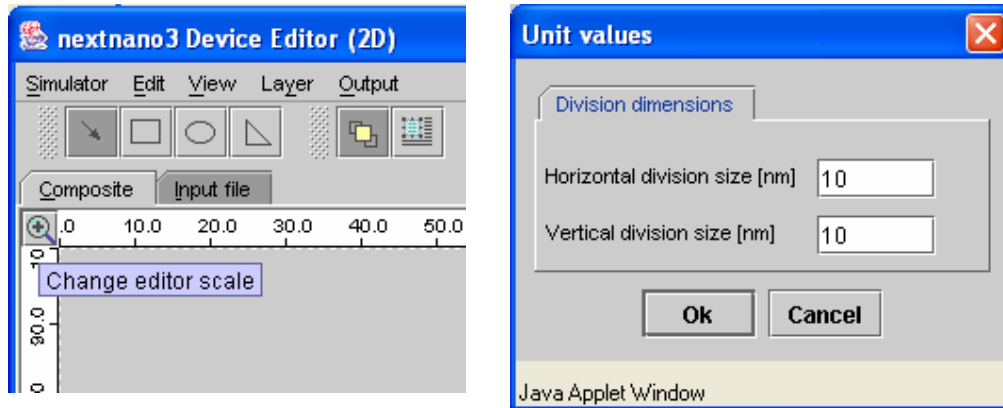 nextnano3 Device Editor (2D)
Simulator Edit View Layer Output
Composite Input file
.0 10.0 20.0 30.0 40.0 50.0
Change editor scale
90.0
Unit values
Division dimensions
Horizontal division size [nm] 10
Vertical division size [nm] 10
Ok Cancel
Java Applet Window